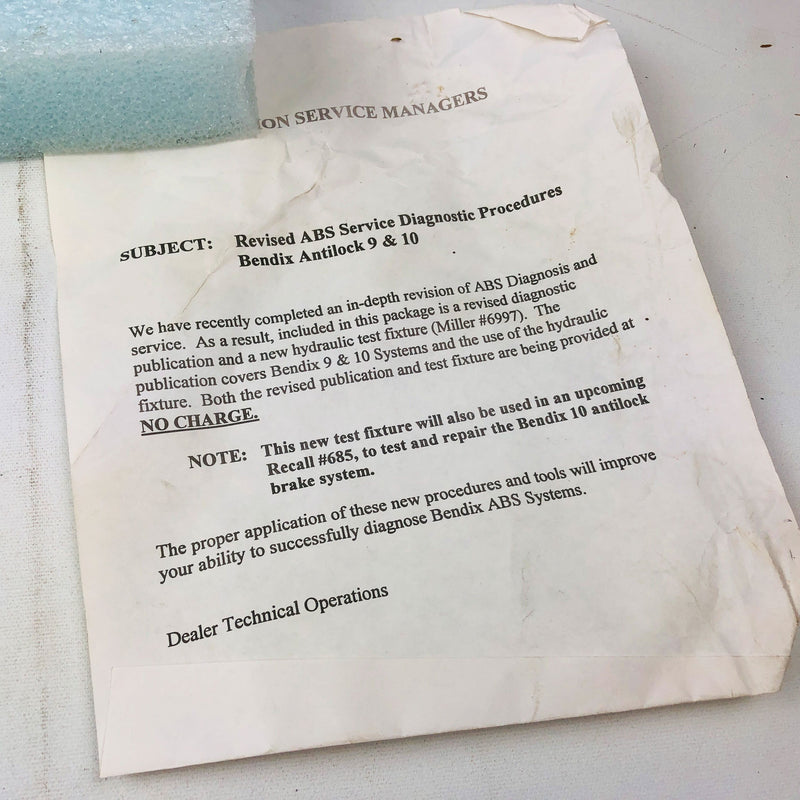 SERVICE MANAGERS
SUBJECT: Revised ABS Service Diagnostic Procedures
Bendix Antilock 9 & 10
We have recently completed an in-depth revision of ABS Diagnosis and
service. As a result, included in this package is a revised diagnostic
publication and a new hydraulic test fixture (Miller #6997). The
publication covers Bendix 9 & 10 Systems and the use of the hydraulic
fixture. Both the revised publication and test fixture are being provided at
NO CHARGE.
NOTE: This new test fixture will also be used in an upcoming
Recall #685, to test and repair the Bendix 10 antilock
brake system.
The proper application of these new procedures and tools will improve
your ability to successfully diagnose Bendix ABS Systems.
Dealer Technical Operations